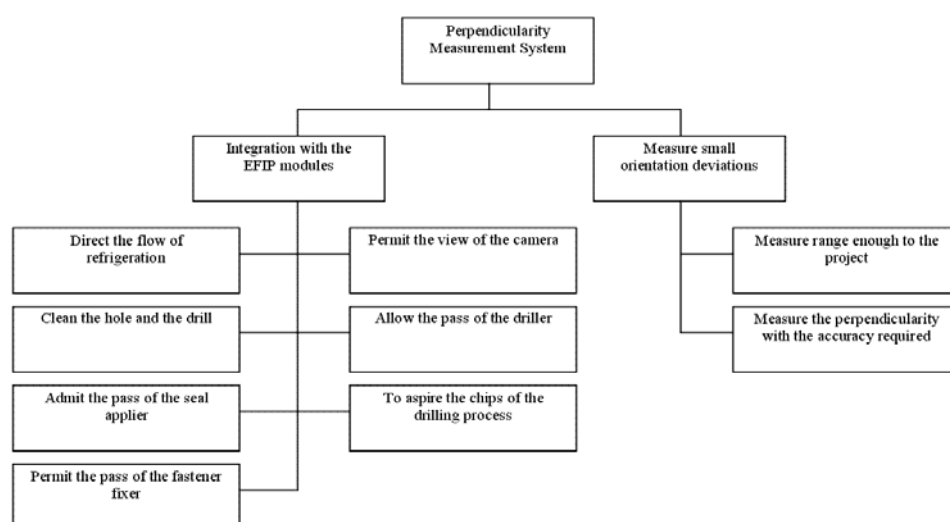 Perpendicularity
Measurement System
Integration with the
EFIP modules
Measure small
orientation deviations
Direct the flow of
refrigeration
Permit the view of the camera
Measure range enough to the
project
Clean the hole and the drill
Allow the pass of the driller
Measure the perpendicularity
with the accuracy required
Admit the pass of the seal
applier
To aspire the chips of the
drilling process
Permit the pass of the fastener
fixer